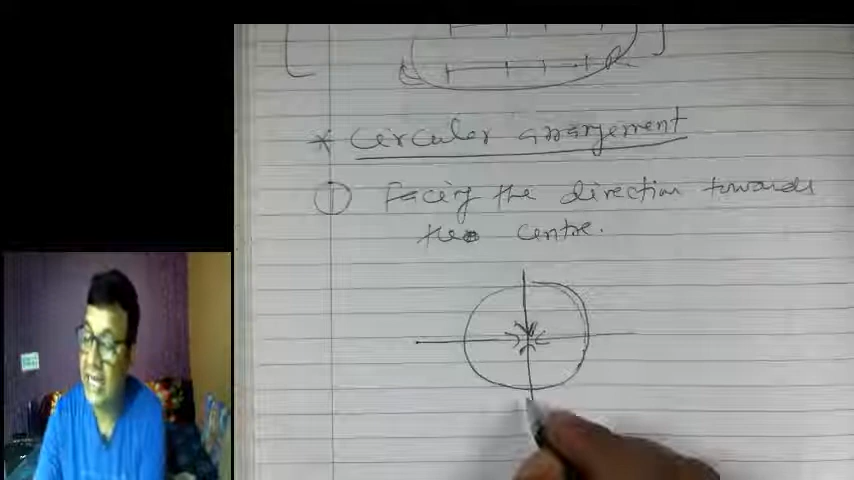 * Circular arrangement
① Facing the direction towards
the centre.